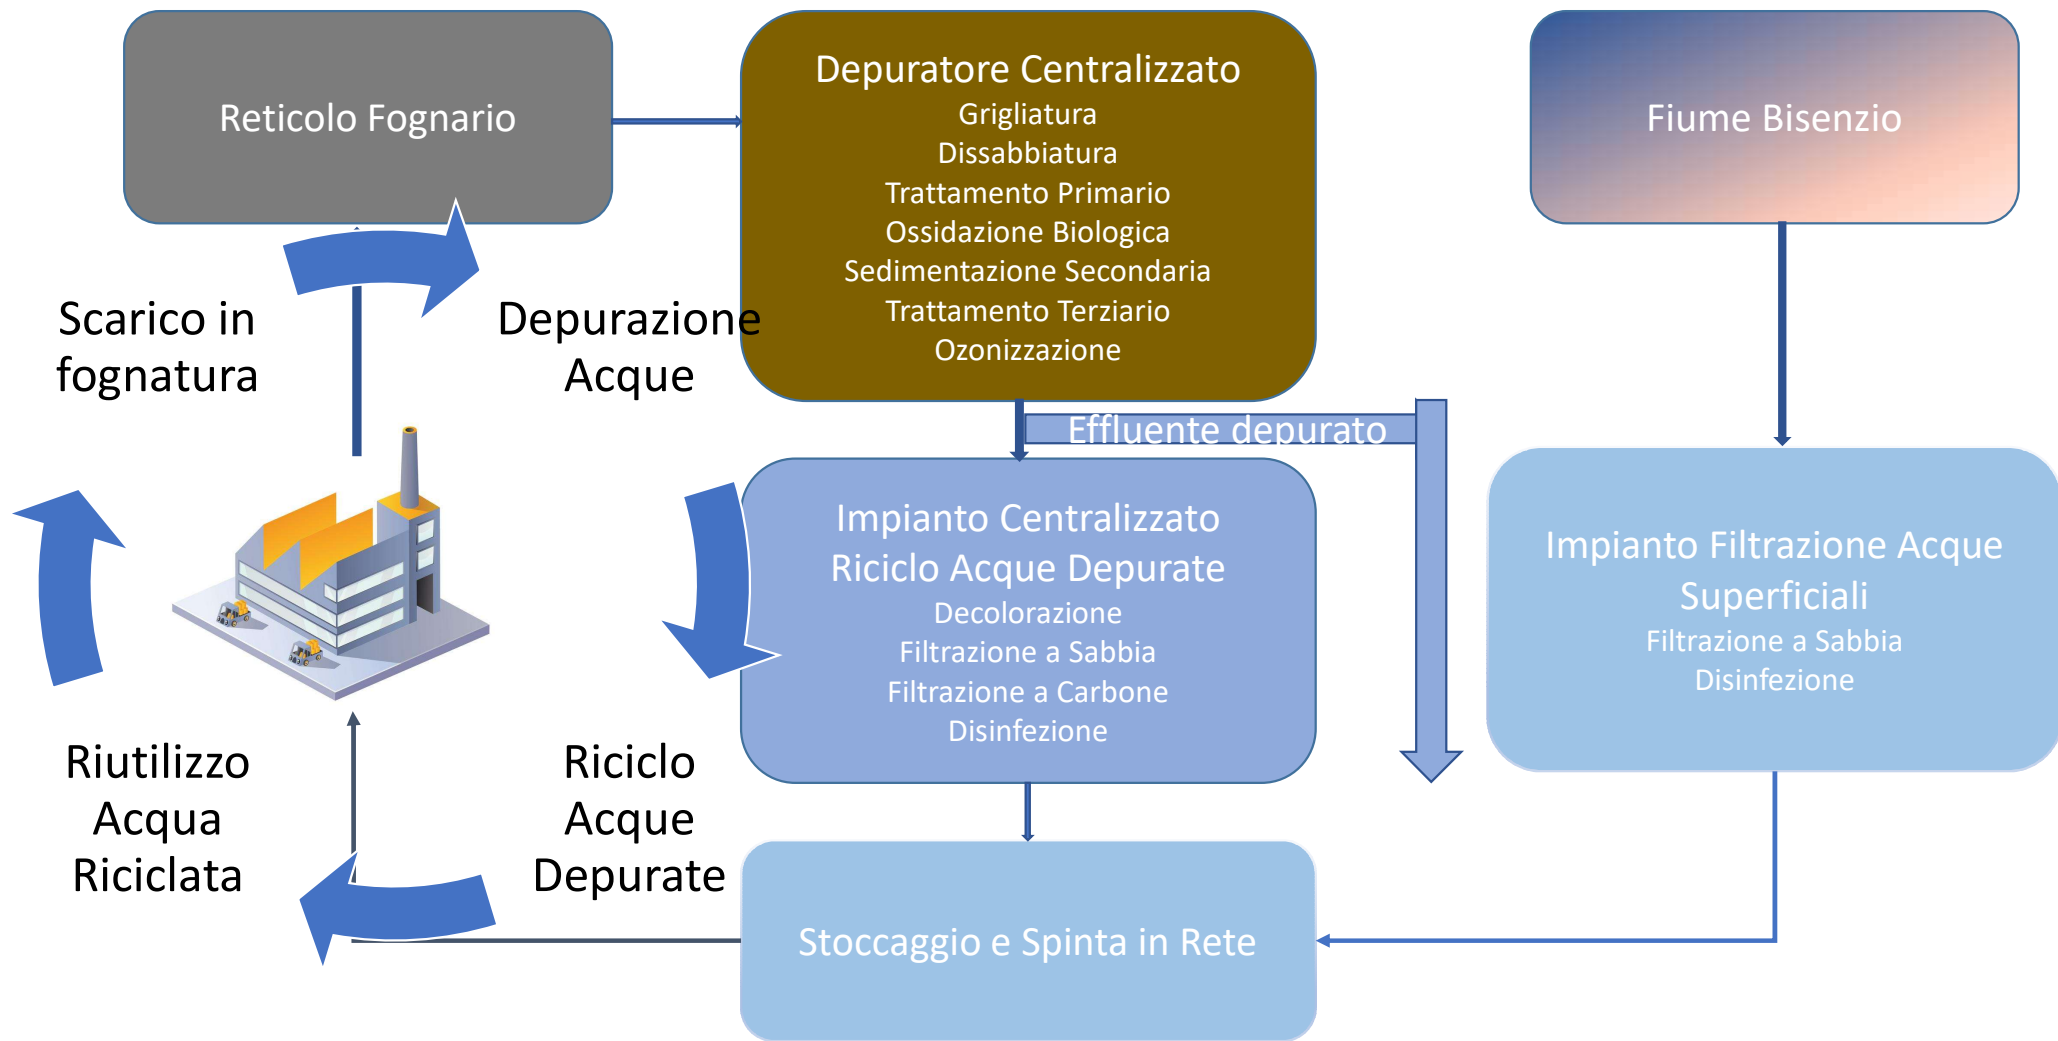 Reticolo Fognario
Depuratore Centralizzato
Grigliatura
Dissabbiatura
Trattamento Primario
Ossidazione Biologica
Sedimentazione Secondaria
Trattamento Terziario
Ozonizzazione
Fiume Bisenzio
Scarico in
fognatura
Depurazione
Acque
Effluente depurato
Impianto Centralizzato
Riciclo Acque Depurate
Decolorazione
Filtrazione a Sabbia
Filtrazione a Carbone
Disinfezione
Impianto Filtrazione Acque
Superficiali
Filtrazione a Sabbia
Disinfezione
Riutilizzo
Acqua
Riciclata
Riciclo
Acque
Depurate
Stoccaggio e Spinta in Rete